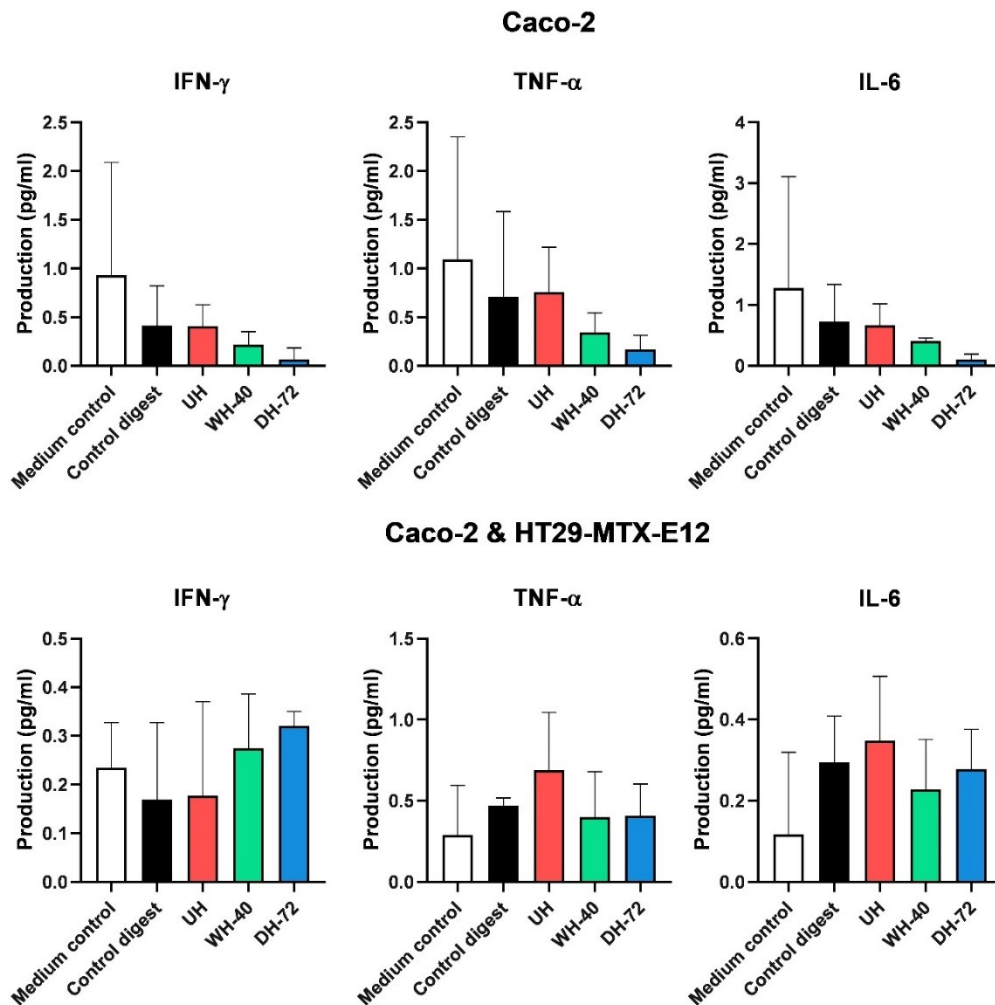 Caco-2
IFN-γ
TNF-α
IL-6
Production (pg/ml)
2.5
2.0
1.5
1.0
0.5
0.0
Medium control
Control digest
UH
WH-40
DH-72
Production (pg/ml)
2.5
2.0
1.5
1.0
0.5
0.0
Medium control
Control digest
UH
WH-40
DH-72
Production (pg/ml)
4
3
2
1
0
Medium control
Control digest
UH
WH-40
DH-72
Caco-2 & HT29-MTX-E12
IFN-γ
TNF-α
IL-6
Production (pg/ml)
0.5
0.4
0.3
0.2
0.1
0.0
Medium control
Control digest
UH
WH-40
DH-72
Production (pg/ml)
1.5
1.0
0.5
0.0
Medium control
Control digest
UH
WH-40
DH-72
Production (pg/ml)
0.6
0.4
0.2
0.0
Medium control
Control digest
UH
WH-40
DH-72